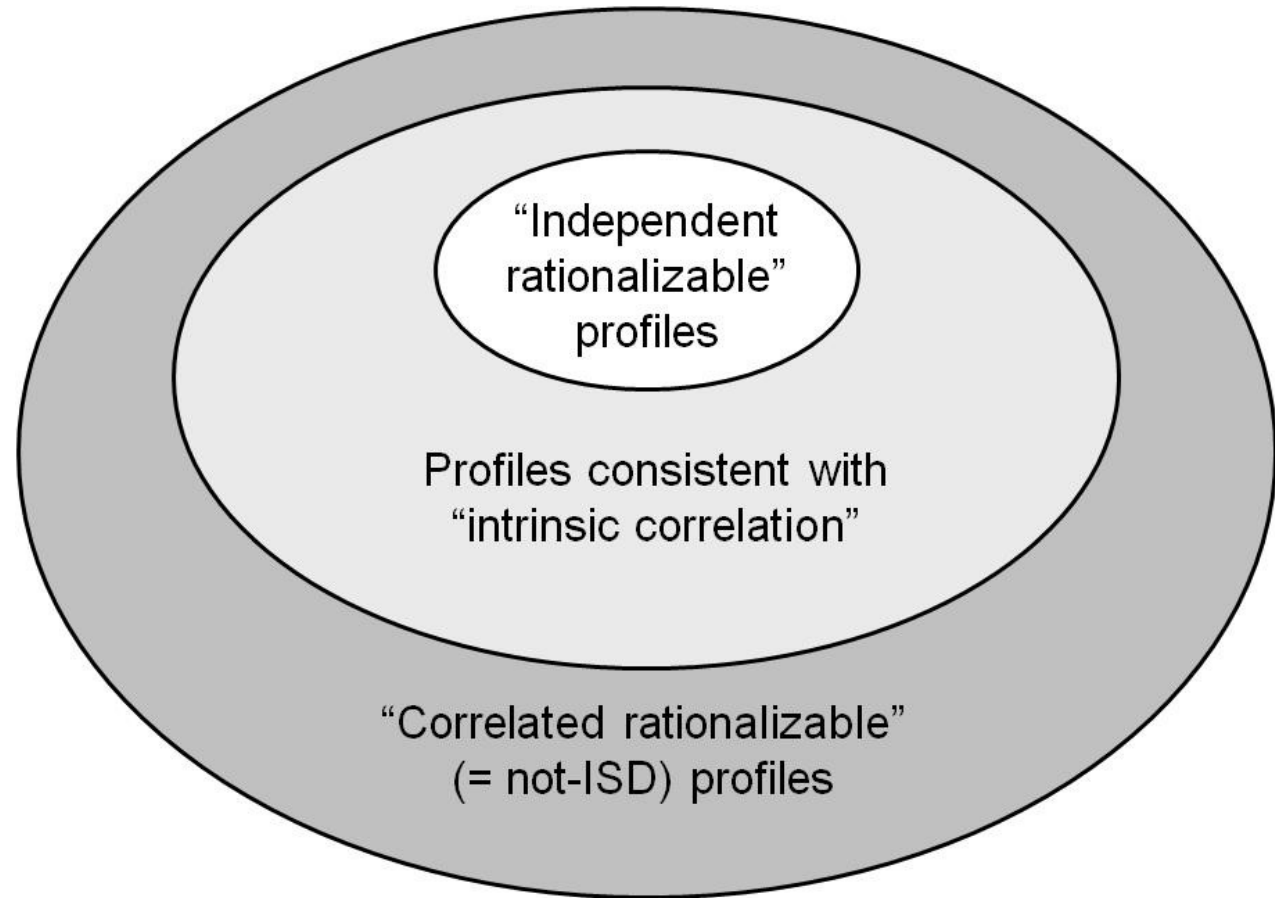 “Independent
rationalizable”
profiles
Profiles consistent with
“intrinsic correlation”
“Correlated rationalizable”
(= not-ISD) profiles